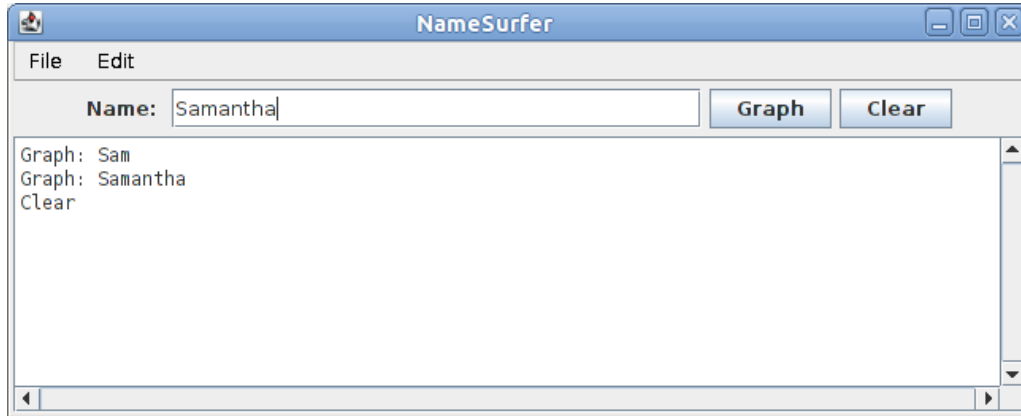 NameSurfer
File Edit
Name: Samantha Graph Clear
Graph: Sam
Graph: Samantha
Clear